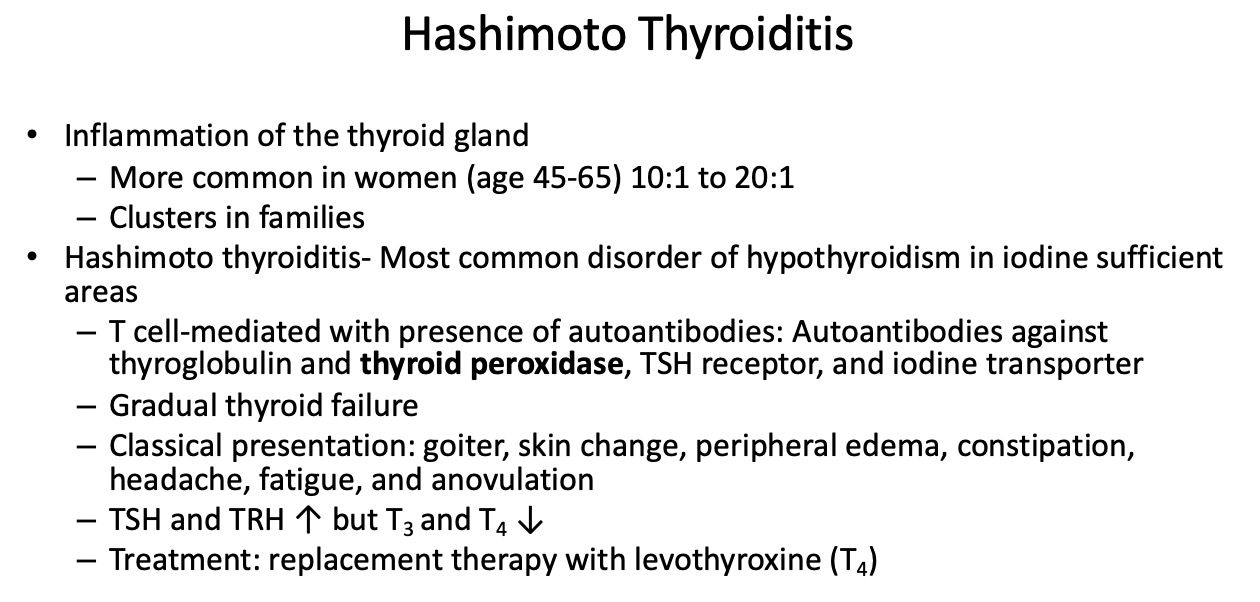 Hashimoto Thyroiditis
• Inflammation of the thyroid gland
– More common in women (age 45-65) 10:1 to 20:1
– Clusters in families
• Hashimoto thyroiditis- Most common disorder of hypothyroidism in iodine sufficient
areas
– T cell-mediated with presence of autoantibodies: Autoantibodies against
thyroglobulin and thyroid peroxidase, TSH receptor, and iodine transporter
– Gradual thyroid failure
– Classical presentation: goiter, skin change, peripheral edema, constipation,
headache, fatigue, and anovulation
– TSH and TRH ↑ but T₃ and T₄ ↓
– Treatment: replacement therapy with levothyroxine (T₄)